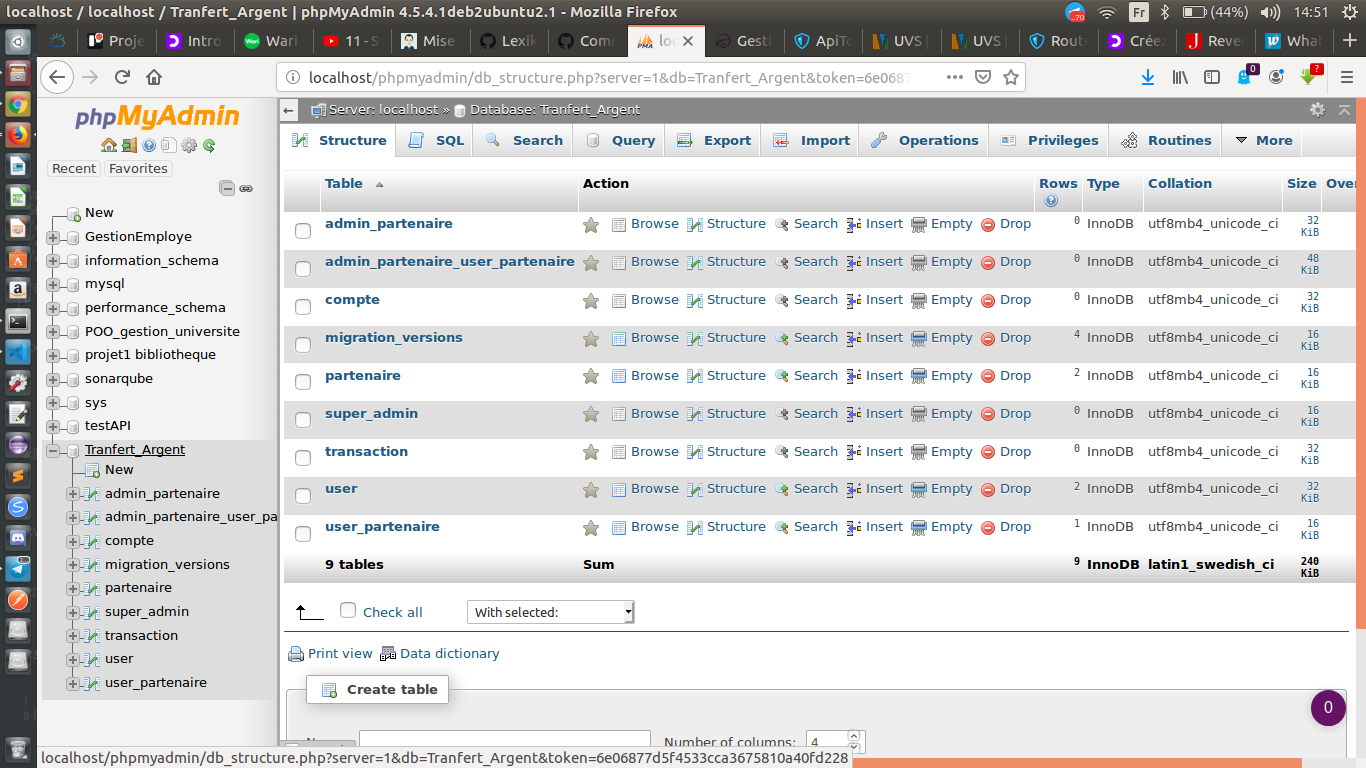 localhost / localhost / Tranfert_Argent | phpMyAdmin 4.5.4.1deb2ubuntu2.1 - Mozilla Firefox
70 Fr (44%) 14:51
Proje Intro Wari 11 - S Mise Lexik Com loc Gesti ApiTo UVS | UVS | Rout Créez Rever What
localhost/phpmyadmin/db_structure.php?server=1&db=Tranfert_Argent&token=6e0687
0 ?
phpMyAdmin
Recent Favorites
New
GestionEmploye
information_schema
mysql
performance_schema
POO_gestion_universite
projet1 bibliotheque
sonarqube
sys
testAPI
Tranfert_Argent
New
admin_partenaire
admin_partenaire_user_pa
compte
migration_versions
partenaire
super_admin
transaction
user
user_partenaire
Server: localhost » Database: Tranfert_Argent
Structure SQL Search Query Export Import Operations Privileges Routines More
Table Action Rows Type Collation Size Over
admin_partenaire Browse Structure Search Insert Empty Drop 0 InnoDB utf8mb4_unicode_ci 32 KiB
admin_partenaire_user_partenaire Browse Structure Search Insert Empty Drop 0 InnoDB utf8mb4_unicode_ci 48 KiB
compte Browse Structure Search Insert Empty Drop 0 InnoDB utf8mb4_unicode_ci 32 KiB
migration_versions Browse Structure Search Insert Empty Drop 4 InnoDB utf8mb4_unicode_ci 16 KiB
partenaire Browse Structure Search Insert Empty Drop 2 InnoDB utf8mb4_unicode_ci 16 KiB
super_admin Browse Structure Search Insert Empty Drop 0 InnoDB utf8mb4_unicode_ci 16 KiB
transaction Browse Structure Search Insert Empty Drop 0 InnoDB utf8mb4_unicode_ci 32 KiB
user Browse Structure Search Insert Empty Drop 2 InnoDB utf8mb4_unicode_ci 32 KiB
user_partenaire Browse Structure Search Insert Empty Drop 1 InnoDB utf8mb4_unicode_ci 16 KiB
9 tables Sum 9 InnoDB latin1_swedish_ci 240 KiB
Check all With selected:
Print view Data dictionary
Create table
0
Number of columns: 4
localhost/phpmyadmin/db_structure.php?server=1&db=Tranfert_Argent&token=6e06877d5f4533cca3675810a40fd228